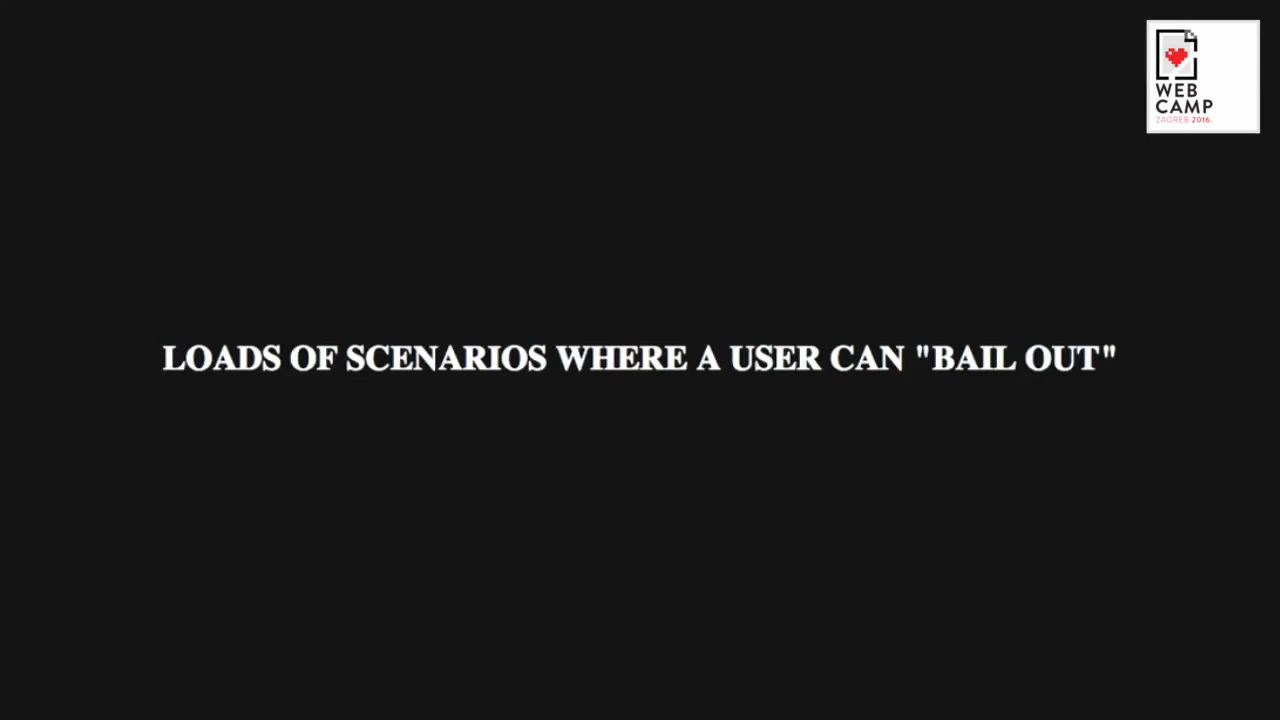 WEB
CAMP
ZAGREB 2016.
LOADS OF SCENARIOS WHERE A USER CAN "BAIL OUT"